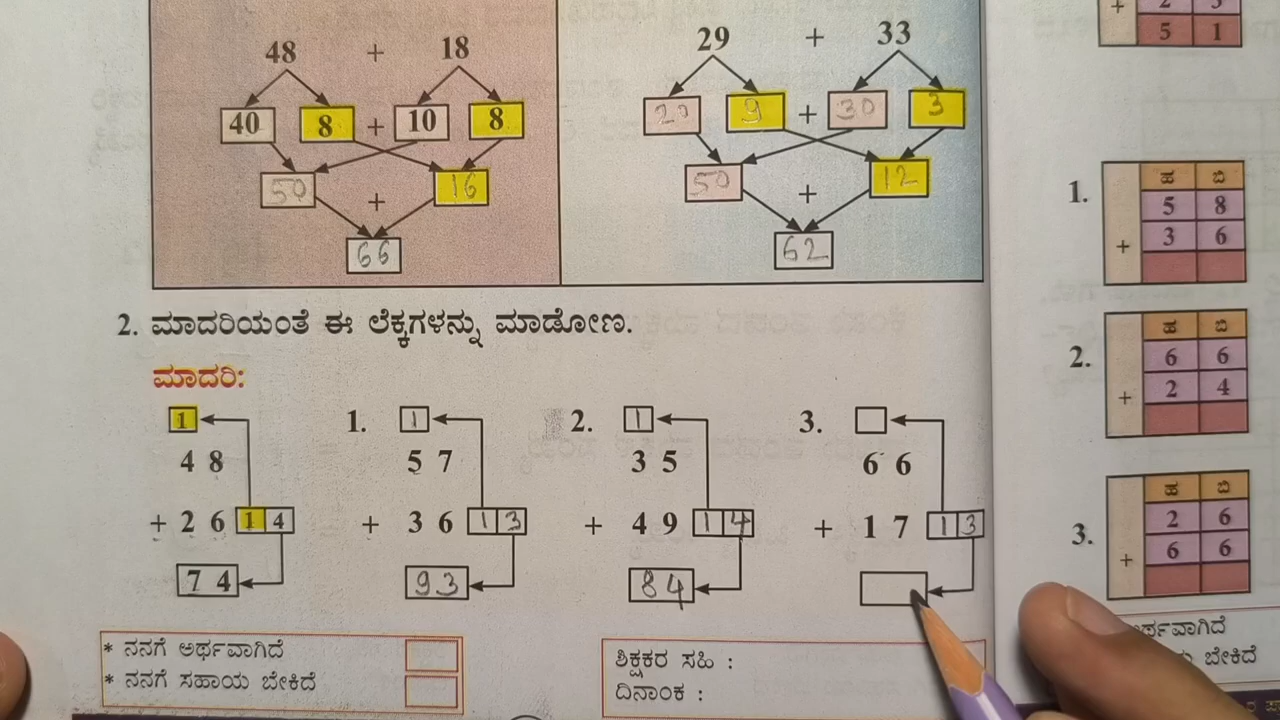 48 + 18
40 8 + 10 8
50 + 16
66
29 + 33
20 9 + 30 3
50 + 12
62
2. ಮಾದರಿಯಂತೆ ಈ ಲೆಕ್ಕಗಳನ್ನು ಮಾಡೋಣ.
ಮಾದರಿ:
1
4 8
+ 2 6 1 4
7 4
1. 1
5 7
+ 3 6 1 3
9 3
2. 1
3 5
+ 4 9 1 4
8 4
3.
6 6
+ 1 7 1 3
* ನನಗೆ ಅರ್ಥವಾಗಿದೆ
* ನನಗೆ ಸಹಾಯ ಬೇಕಿದೆ
ಶಿಕ್ಷಕರ ಸಹಿ :
ದಿನಾಂಕ :
+
5 1
1. ಹ ಬಿ
5 8
+ 3 6
2. ಹ ಬಿ
6 6
+ 2 4
3. ಹ ಬಿ
2 6
+ 6 6
ಬೇಕಿದೆ